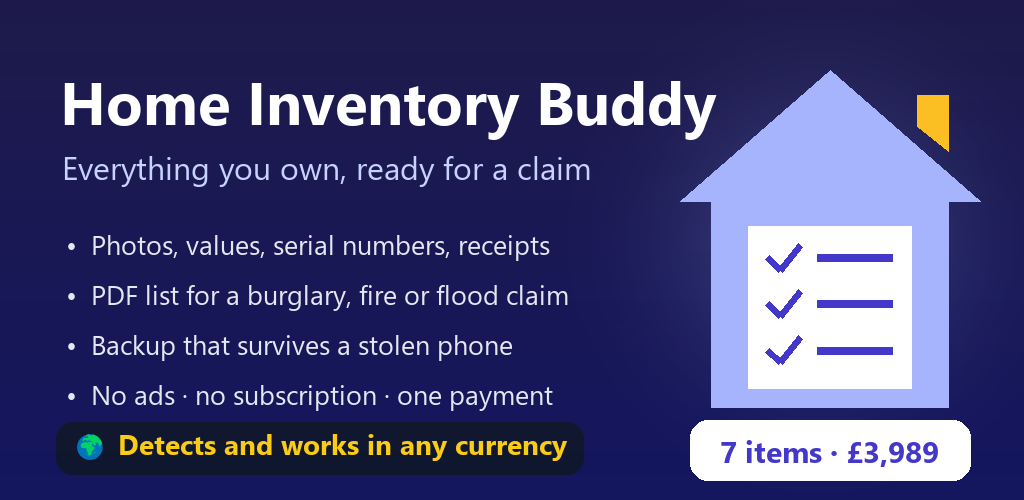 Home Inventory Buddy
Everything you own, ready for a claim
• Photos, values, serial numbers, receipts
• PDF list for a burglary, fire or flood claim
• Backup that survives a stolen phone
• No ads · no subscription · one payment
Detects and works in any currency
7 items · £3,989